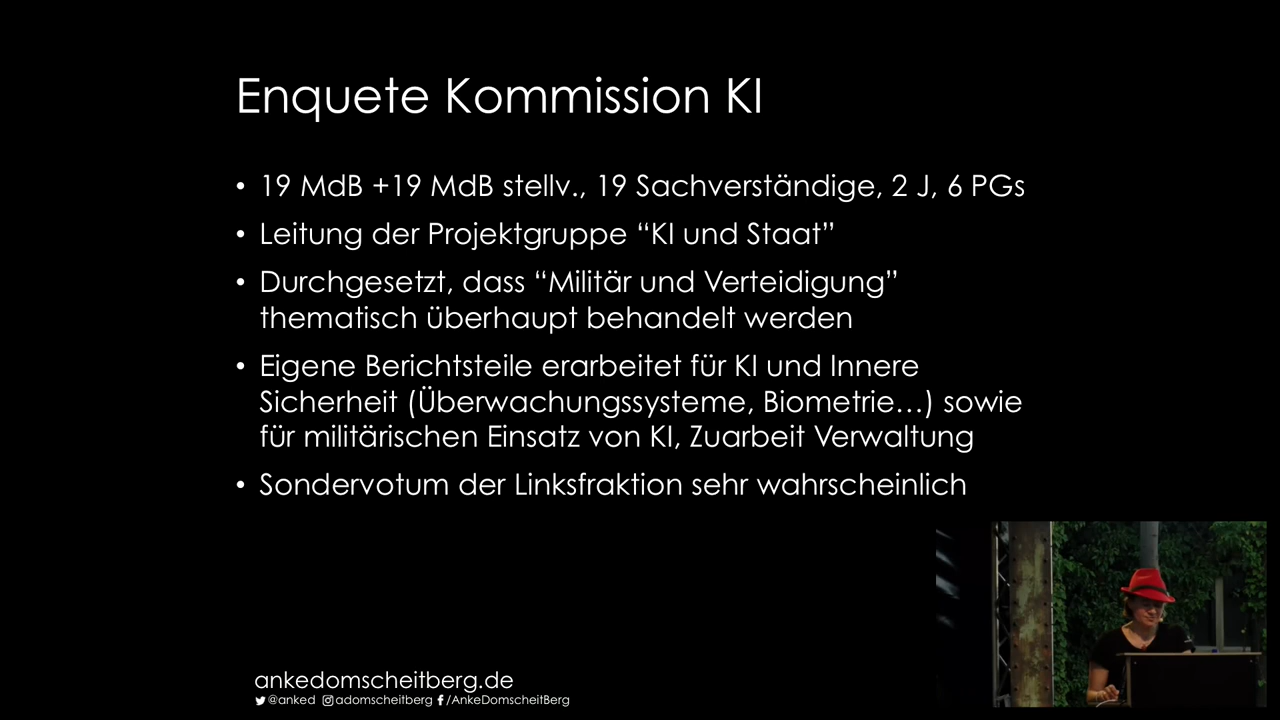 Enquete Kommission KI
• 19 MdB +19 MdB stellv., 19 Sachverständige, 2 J, 6 PGs
• Leitung der Projektgruppe “KI und Staat”
• Durchgesetzt, dass “Militär und Verteidigung”
thematisch überhaupt behandelt werden
• Eigene Berichtsteile erarbeitet für KI und Innere
Sicherheit (Überwachungssysteme, Biometrie…) sowie
für militärischen Einsatz von KI, Zuarbeit Verwaltung
• Sondervotum der Linksfraktion sehr wahrscheinlich
ankedomscheitberg.de
@anked adomscheitberg /AnkeDomscheitBerg